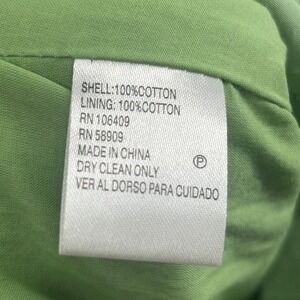 SHELL:100%COTTON
LINING: 100%COTTON
RN 106409
RN 58909
MADE IN CHINA
DRY CLEAN ONLY
VER AL DORSO PARA CUIDADO
P